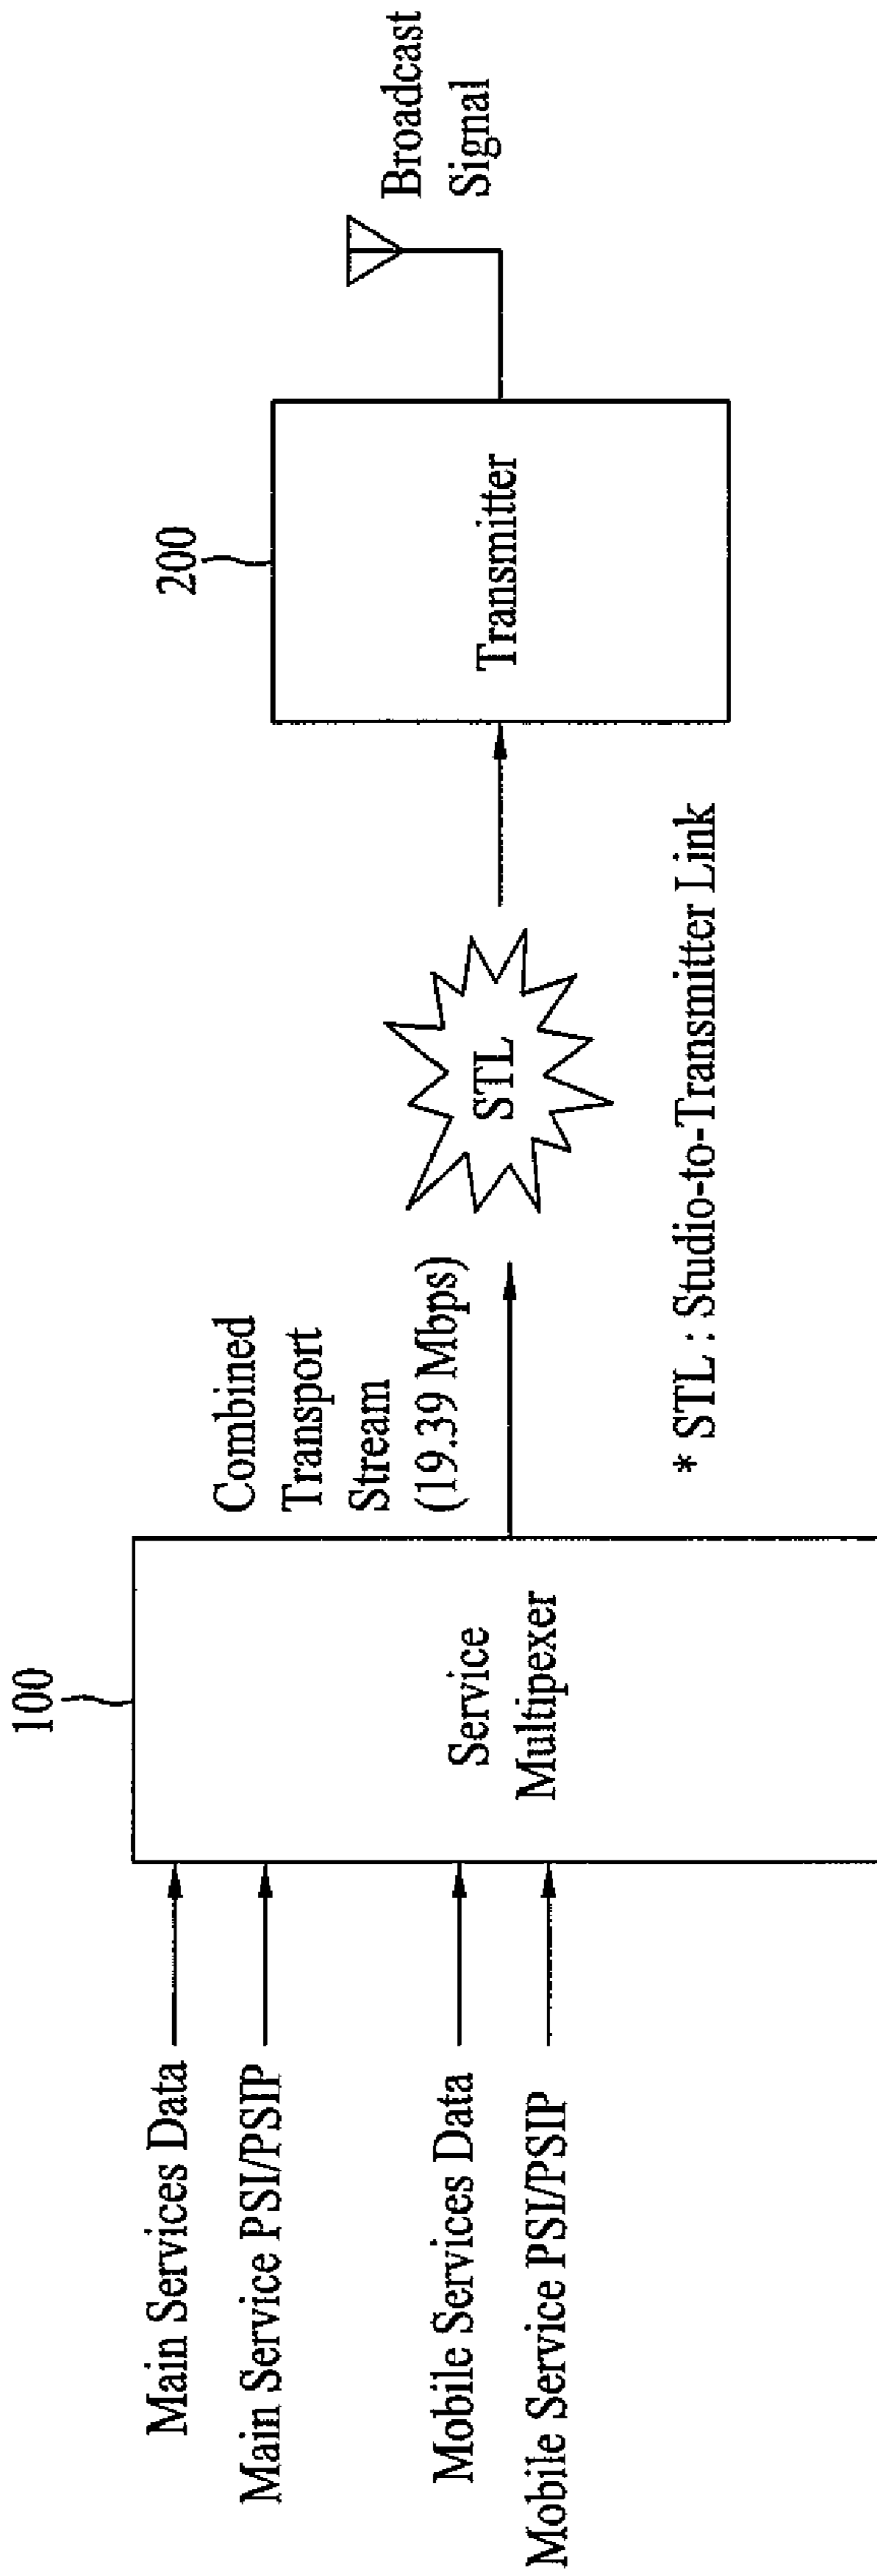 Main Services Data
Main Service PSI/PSIP
Mobile Services Data
Mobile Service PSI/PSIP
100
Service
Multipexer
Combined
Transport
Stream
(19.39 Mbps)
STL
* STL : Studio-to-Transmitter Link
200
Transmitter
Broadcast
Signal